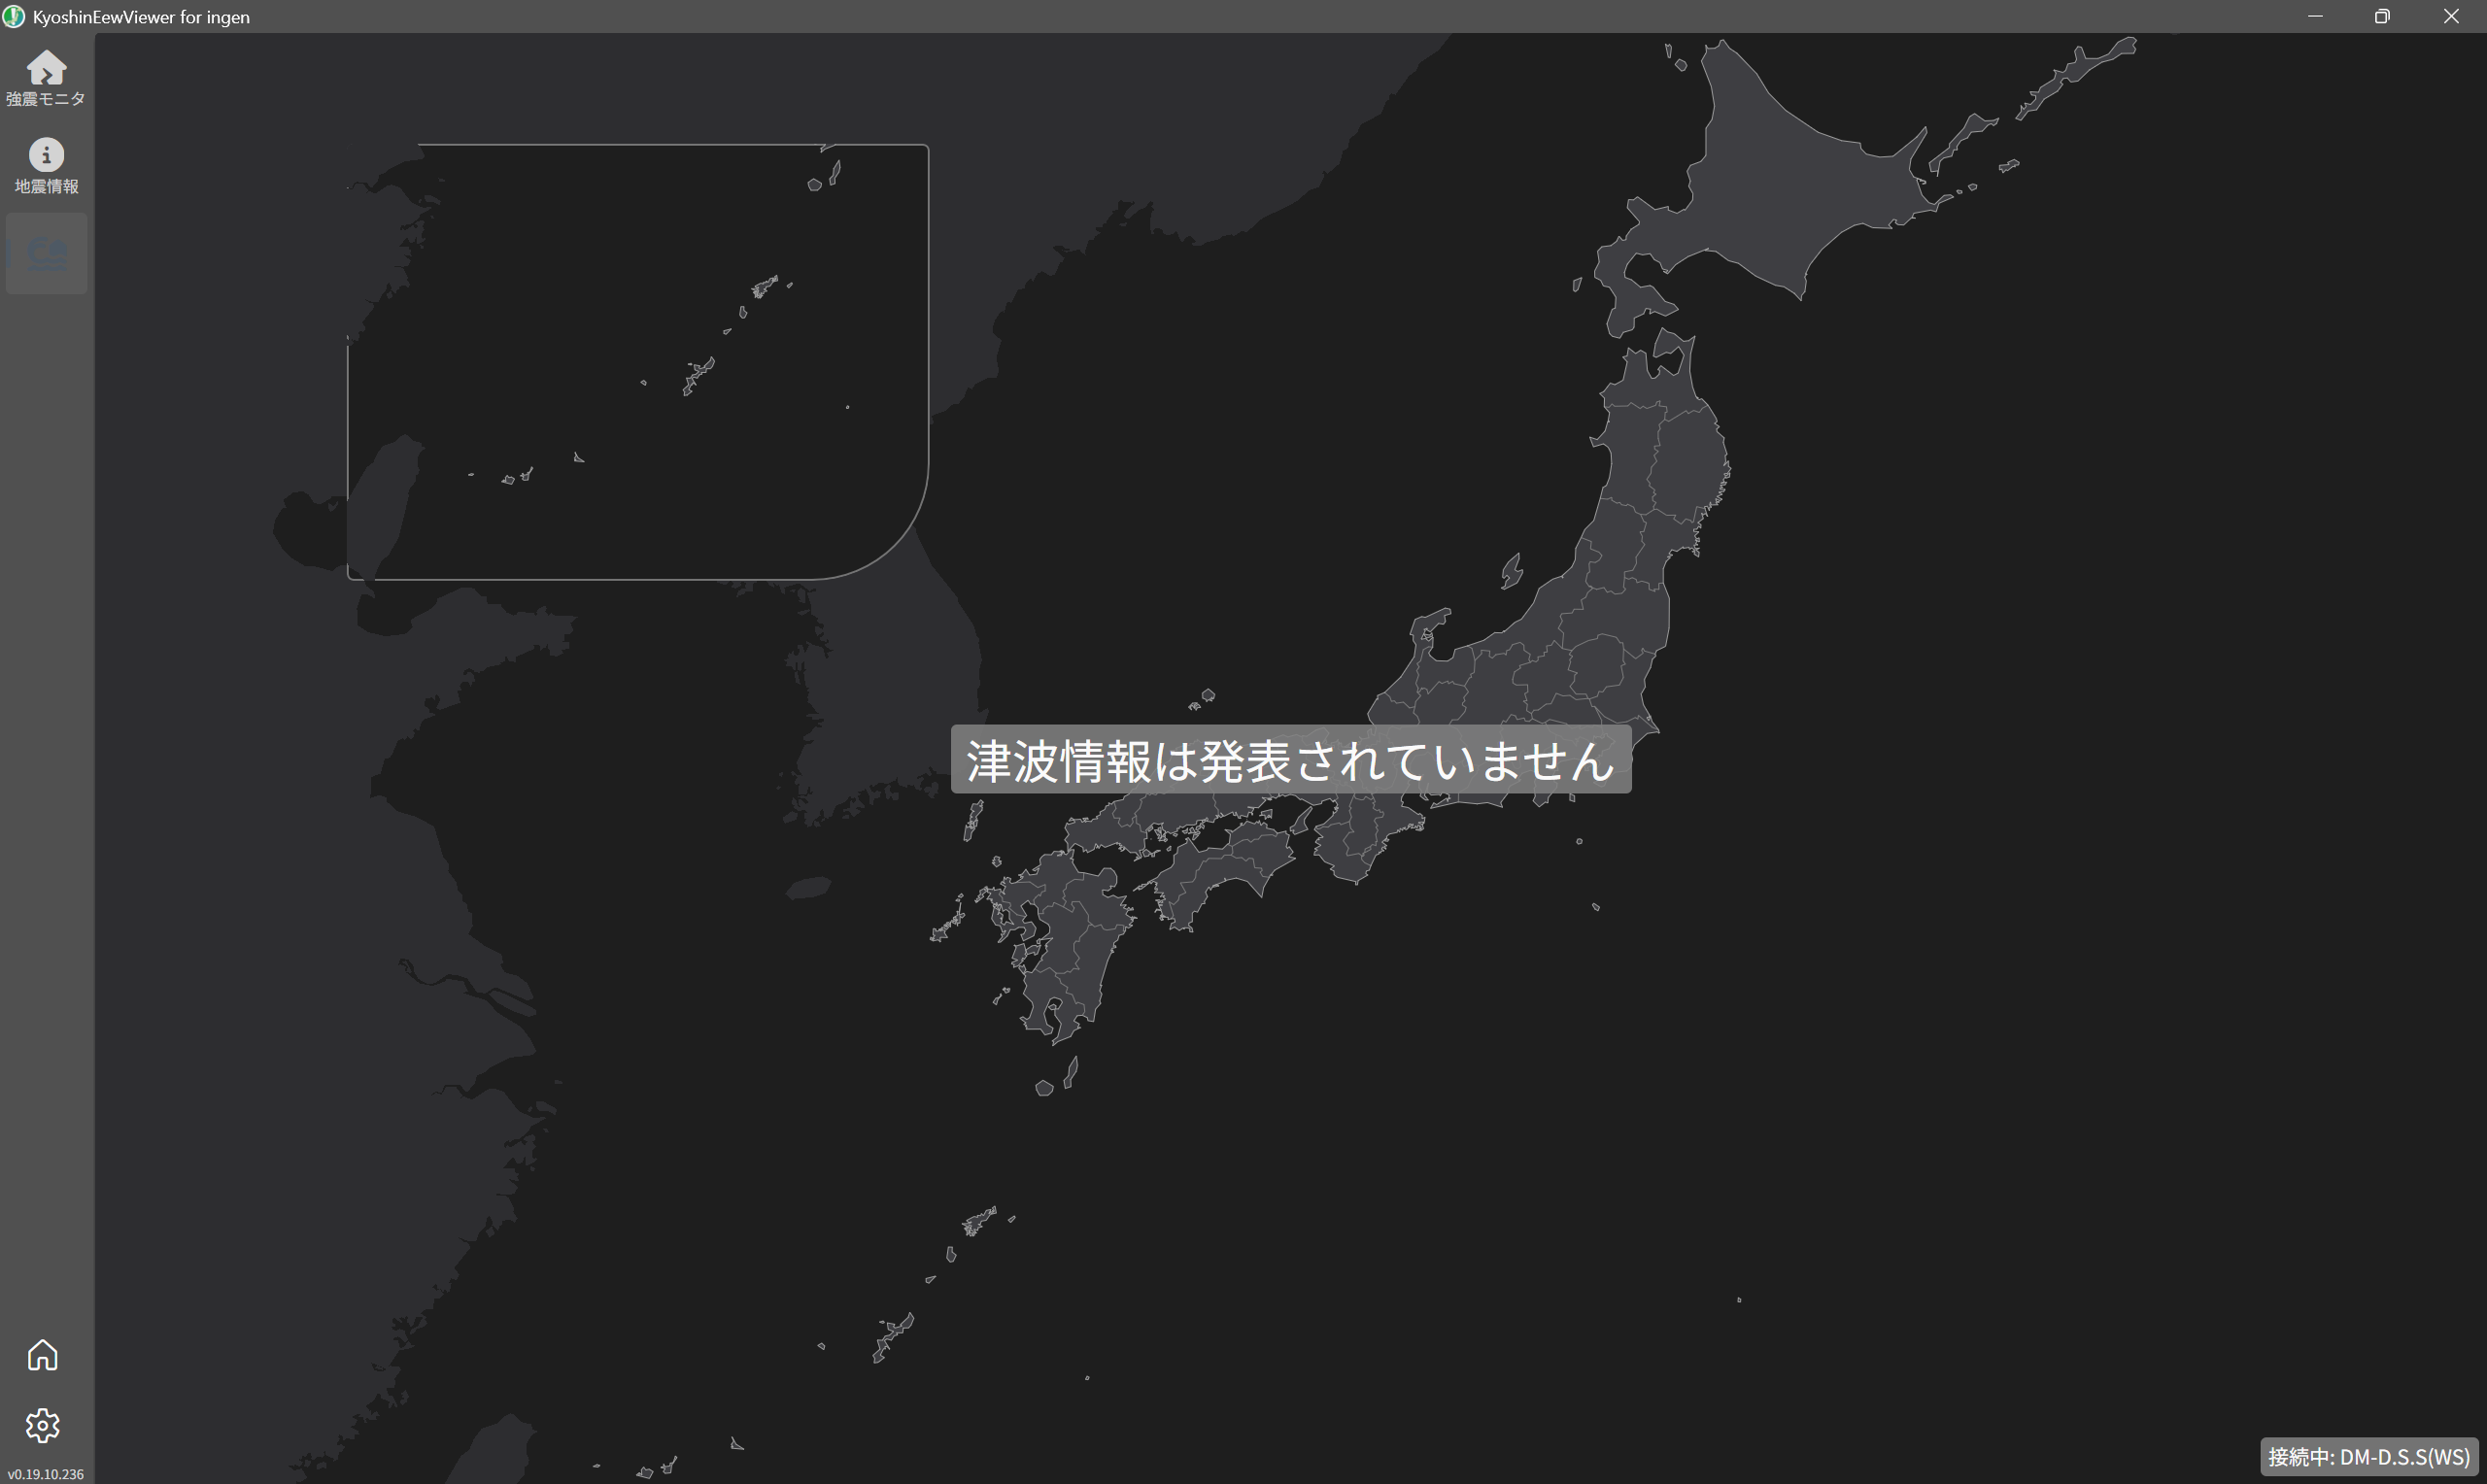 KyoshinEewViewer for ingen
強震モニタ
地震情報
津波情報は発表されていません
接続中: DM-D.S.S(WS)
v0.19.10.236